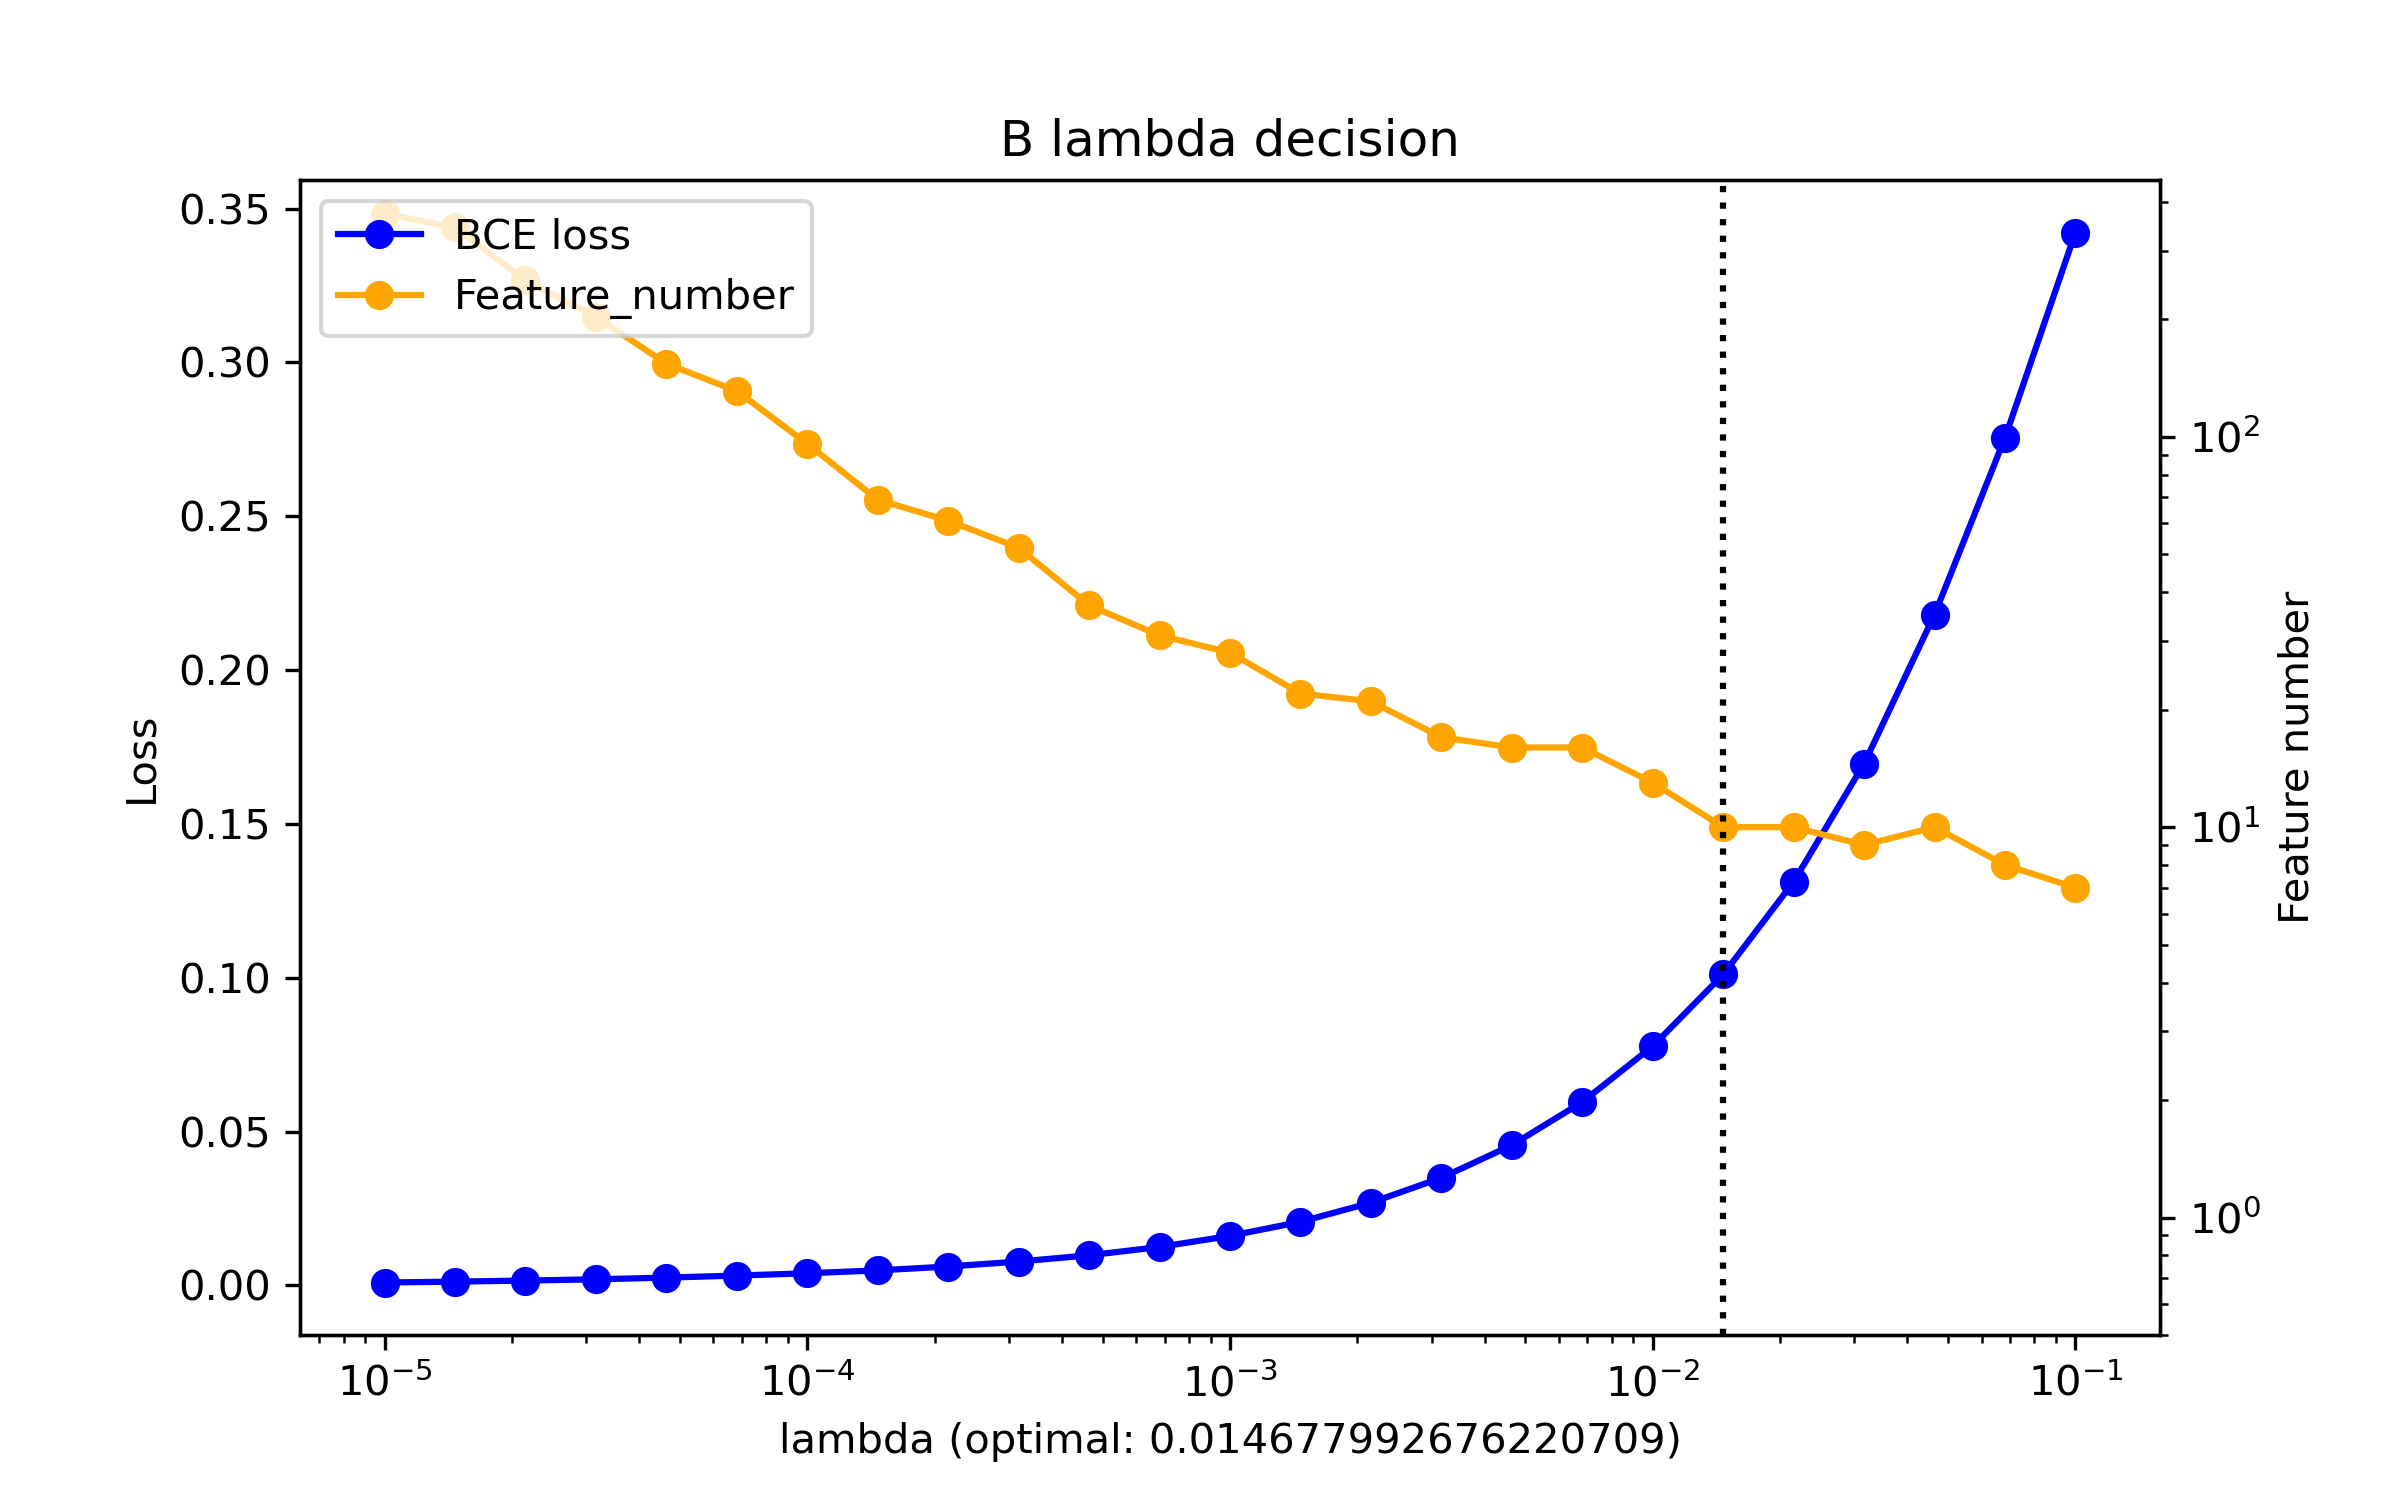 B lambda decision
BCE loss
Feature_number
0.35
0.30
0.25
0.20
0.15
0.10
0.05
0.00
Loss
10²
10¹
10⁰
Feature number
10⁻⁵ 10⁻⁴ 10⁻³ 10⁻² 10⁻¹
lambda (optimal: 0.014677992676220709)